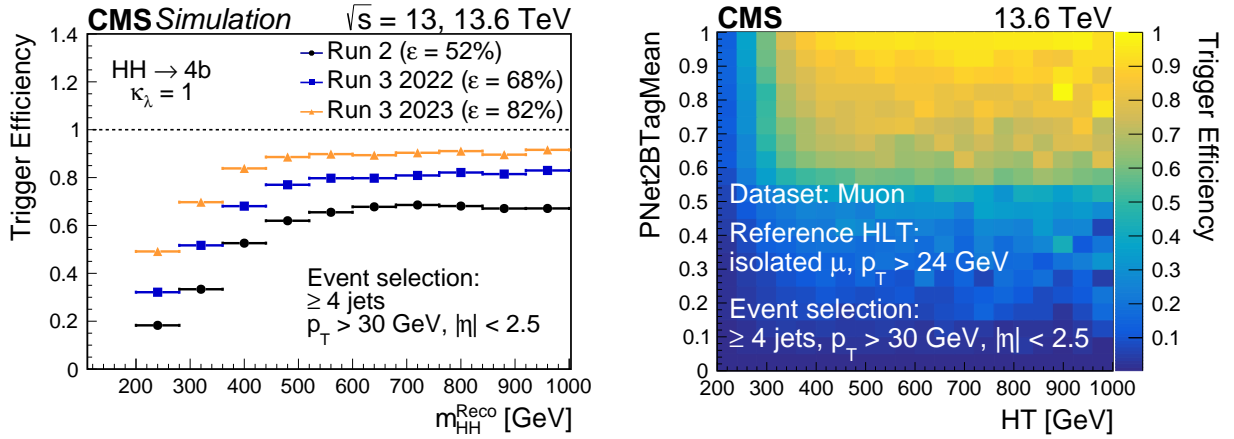 CMS Simulation √s = 13, 13.6 TeV
Trigger Efficiency
1.4
1.2
1
0.8
0.6
0.4
0.2
0
HH → 4b
κλ = 1
Run 2 (ε = 52%)
Run 3 2022 (ε = 68%)
Run 3 2023 (ε = 82%)
Event selection:
≥ 4 jets
p_T > 30 GeV, |η| < 2.5
200 300 400 500 600 700 800 900 1000
m_HH^Reco [GeV]
CMS 13.6 TeV
PNet2BTagMean
1
0.9
0.8
0.7
0.6
0.5
0.4
0.3
0.2
0.1
0
Dataset: Muon
Reference HLT:
isolated μ, p_T > 24 GeV
Event selection:
≥ 4 jets, p_T > 30 GeV, |η| < 2.5
200 300 400 500 600 700 800 900 1000
HT [GeV]
1
0.9
0.8
0.7
0.6
0.5
0.4
0.3
0.2
0.1
Trigger Efficiency